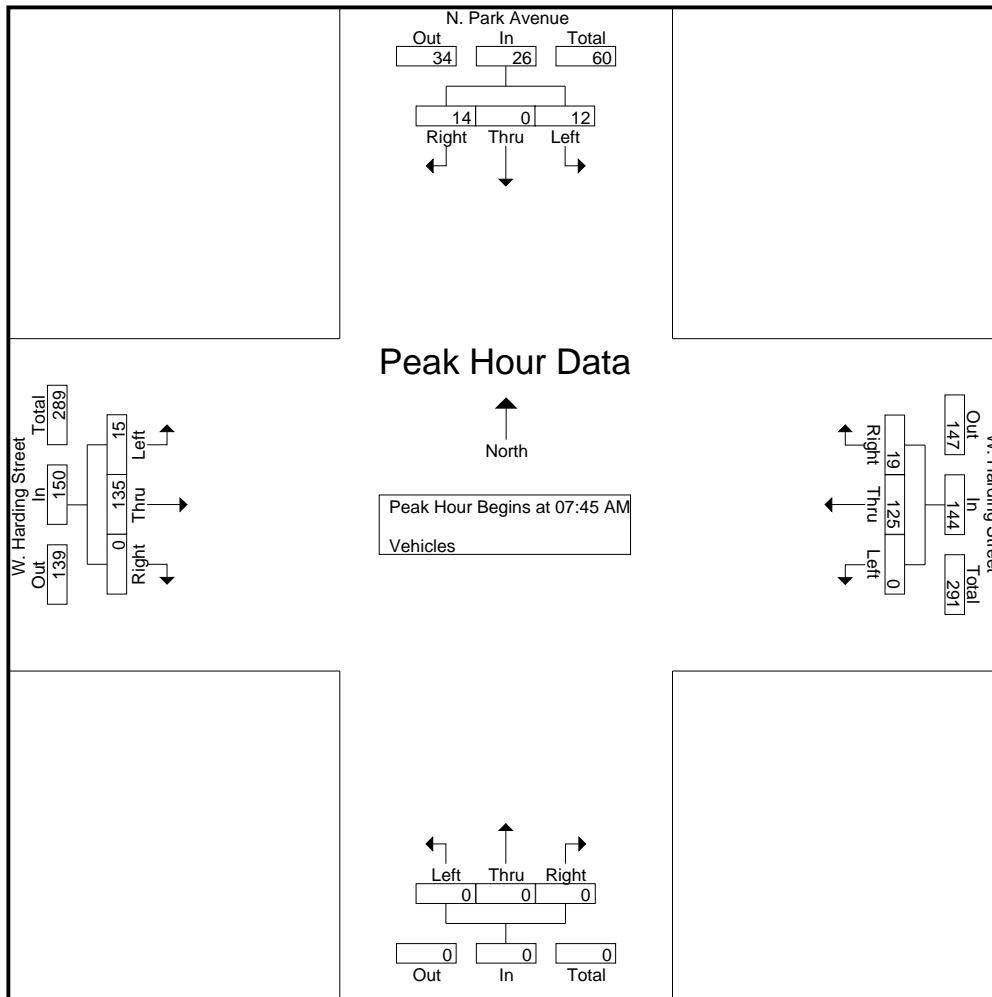 N. Park Avenue
Out In Total
34 26 60
14 0 12
Right Thru Left
Peak Hour Data
North
Peak Hour Begins at 07:45 AM
Vehicles
W. Harding Street
Total In Out
289 150 139
15 135 0
Left Thru Right
W. Harding Street
Out In Total
147 144 291
19 125 0
Right Thru Left
Left Thru Right
0 0 0
0 0 0
Out In Total